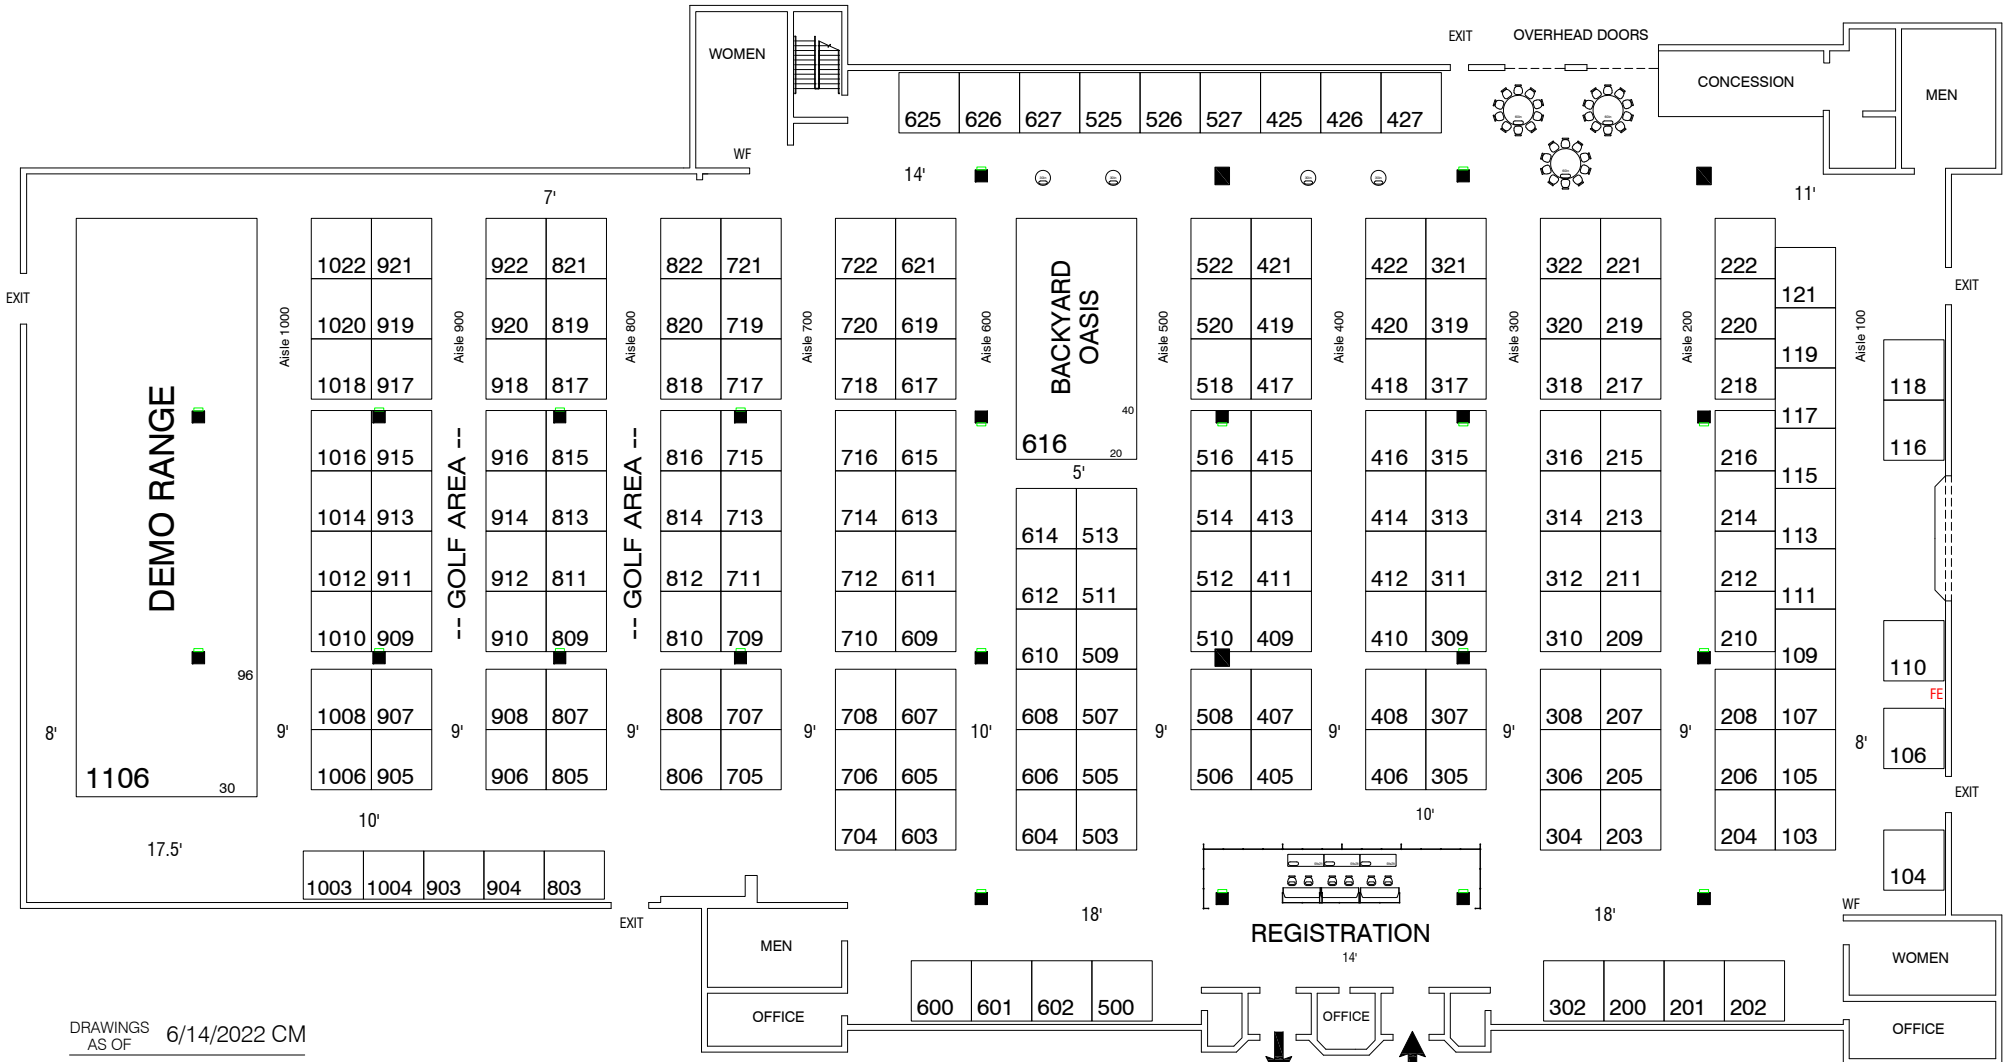 WOMEN
EXIT
OVERHEAD DOORS
CONCESSION
MEN
625 626 627 525 526 527 425 426 427
WF
14'
7'
11'
1022 921 922 821 822 721 722 621 522 421 422 321 322 221 222
121
EXIT
EXIT
BACKYARD
OASIS
1020 919 920 819 820 719 720 619 520 419 420 319 320 219 220
119
Aisle 1000
Aisle 900
Aisle 800
Aisle 700
Aisle 600
Aisle 500
Aisle 400
Aisle 300
Aisle 200
Aisle 100
1018 917 918 817 818 717 718 617 518 417 418 317 318 217 218
118
117
40
616
20
5'
DEMO RANGE
-- GOLF AREA --
-- GOLF AREA --
1016 915 916 815 816 715 716 615 516 415 416 315 316 215 216
116
115
1014 913 914 813 814 713 714 613 514 413 414 313 314 213 214
614 513
113
1012 911 912 811 812 711 712 611 512 411 412 311 312 211 212
612 511
111
1010 909 910 809 810 709 710 609 510 409 410 309 310 209 210
610 509
109
110
96
FE
1008 907 908 807 808 707 708 607 608 507 508 407 408 307 308 207 208 107
8' 9' 9' 9' 9' 10' 9' 9' 9' 9' 8'
106
1106
30
1006 905 906 805 806 705 706 605 606 505 506 405 406 305 306 205 206 105
EXIT
10'
10'
704 603 604 503 304 203 204 103
17.5'
1003 1004 903 904 803
104
WF
EXIT
18'
18'
REGISTRATION
14'
MEN
WOMEN
600 601 602 500
302 200 201 202
OFFICE
OFFICE
OFFICE
DRAWINGS
AS OF
6/14/2022 CM